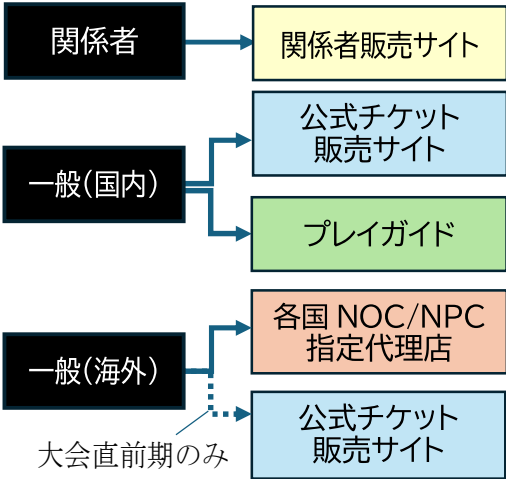 関係者
関係者販売サイト
一般(国内)
公式チケット
販売サイト
プレイガイド
一般(海外)
各国 NOC/NPC
指定代理店
公式チケット
販売サイト
大会直前期のみ